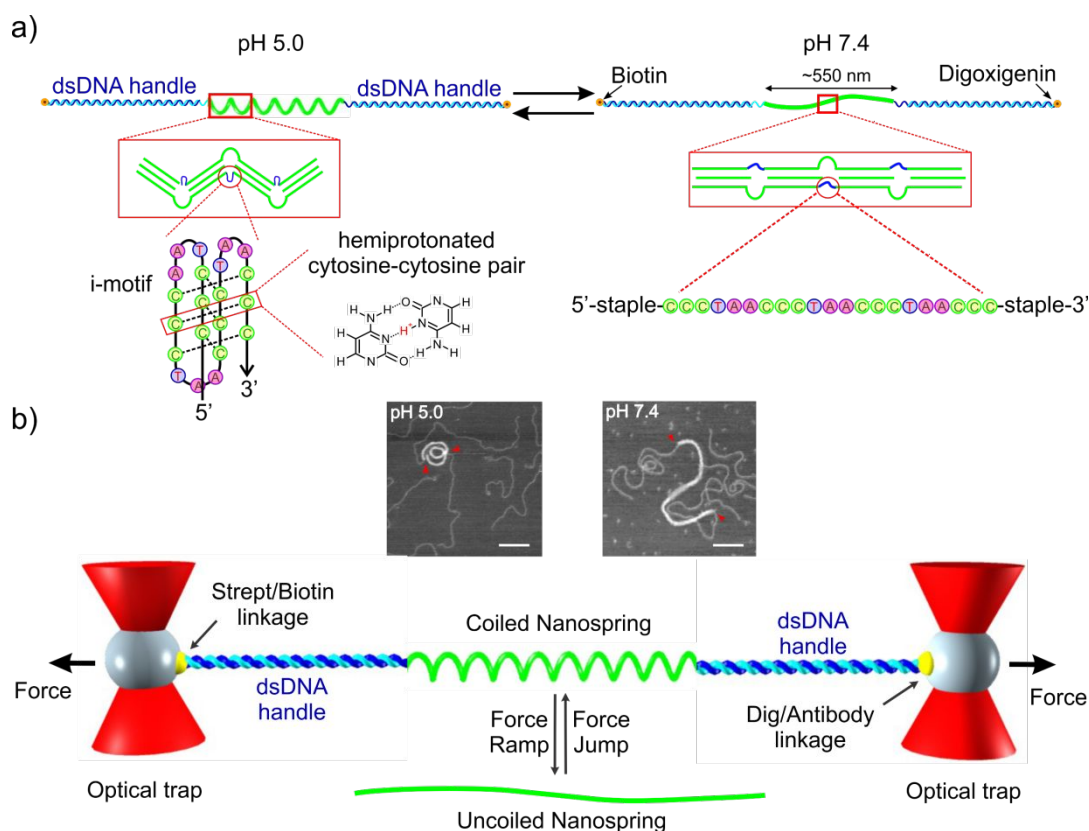 a)
pH 5.0
pH 7.4
dsDNA handle
dsDNA handle
Biotin
~550 nm
Digoxigenin
i-motif
A T A A
A C T C
C C C C
C C C C
C C C
T A A
5'
3'
hemiprotonated
cytosine-cytosine pair
H N H O
H N H+ N H
H N O H N H
H
5'-staple-CCCTAACCCTAACCCTAACCC-staple-3'
b)
pH 5.0
pH 7.4
Strept/Biotin
linkage
Coiled Nanospring
dsDNA
handle
Force
dsDNA
handle
Force
Ramp
Force
Jump
Dig/Antibody
linkage
Force
Optical trap
Optical trap
Uncoiled Nanospring